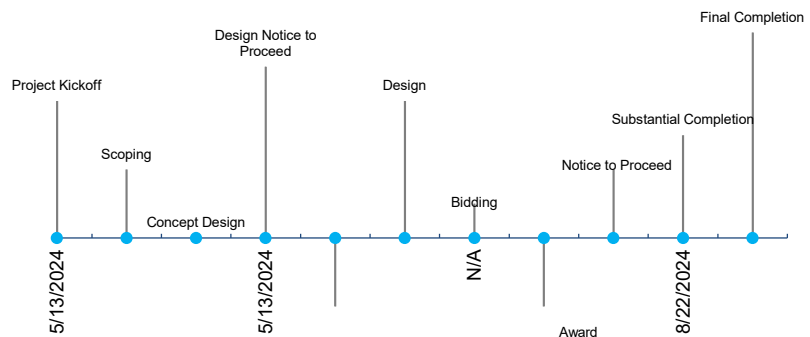 Final Completion
Design Notice to
Proceed
Project Kickoff
Design
Substantial Completion
Scoping
Notice to Proceed
Bidding
Concept Design
5/13/2024
5/13/2024
N/A
8/22/2024
Award